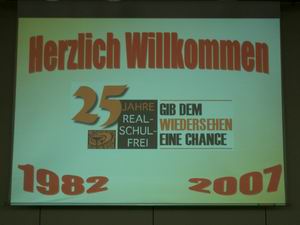 Herzlich Willkommen
25 JAHRE
REAL-
SCHUL-
FREI
GIB DEM
WIEDERSEHEN
EINE CHANCE
1982 2007